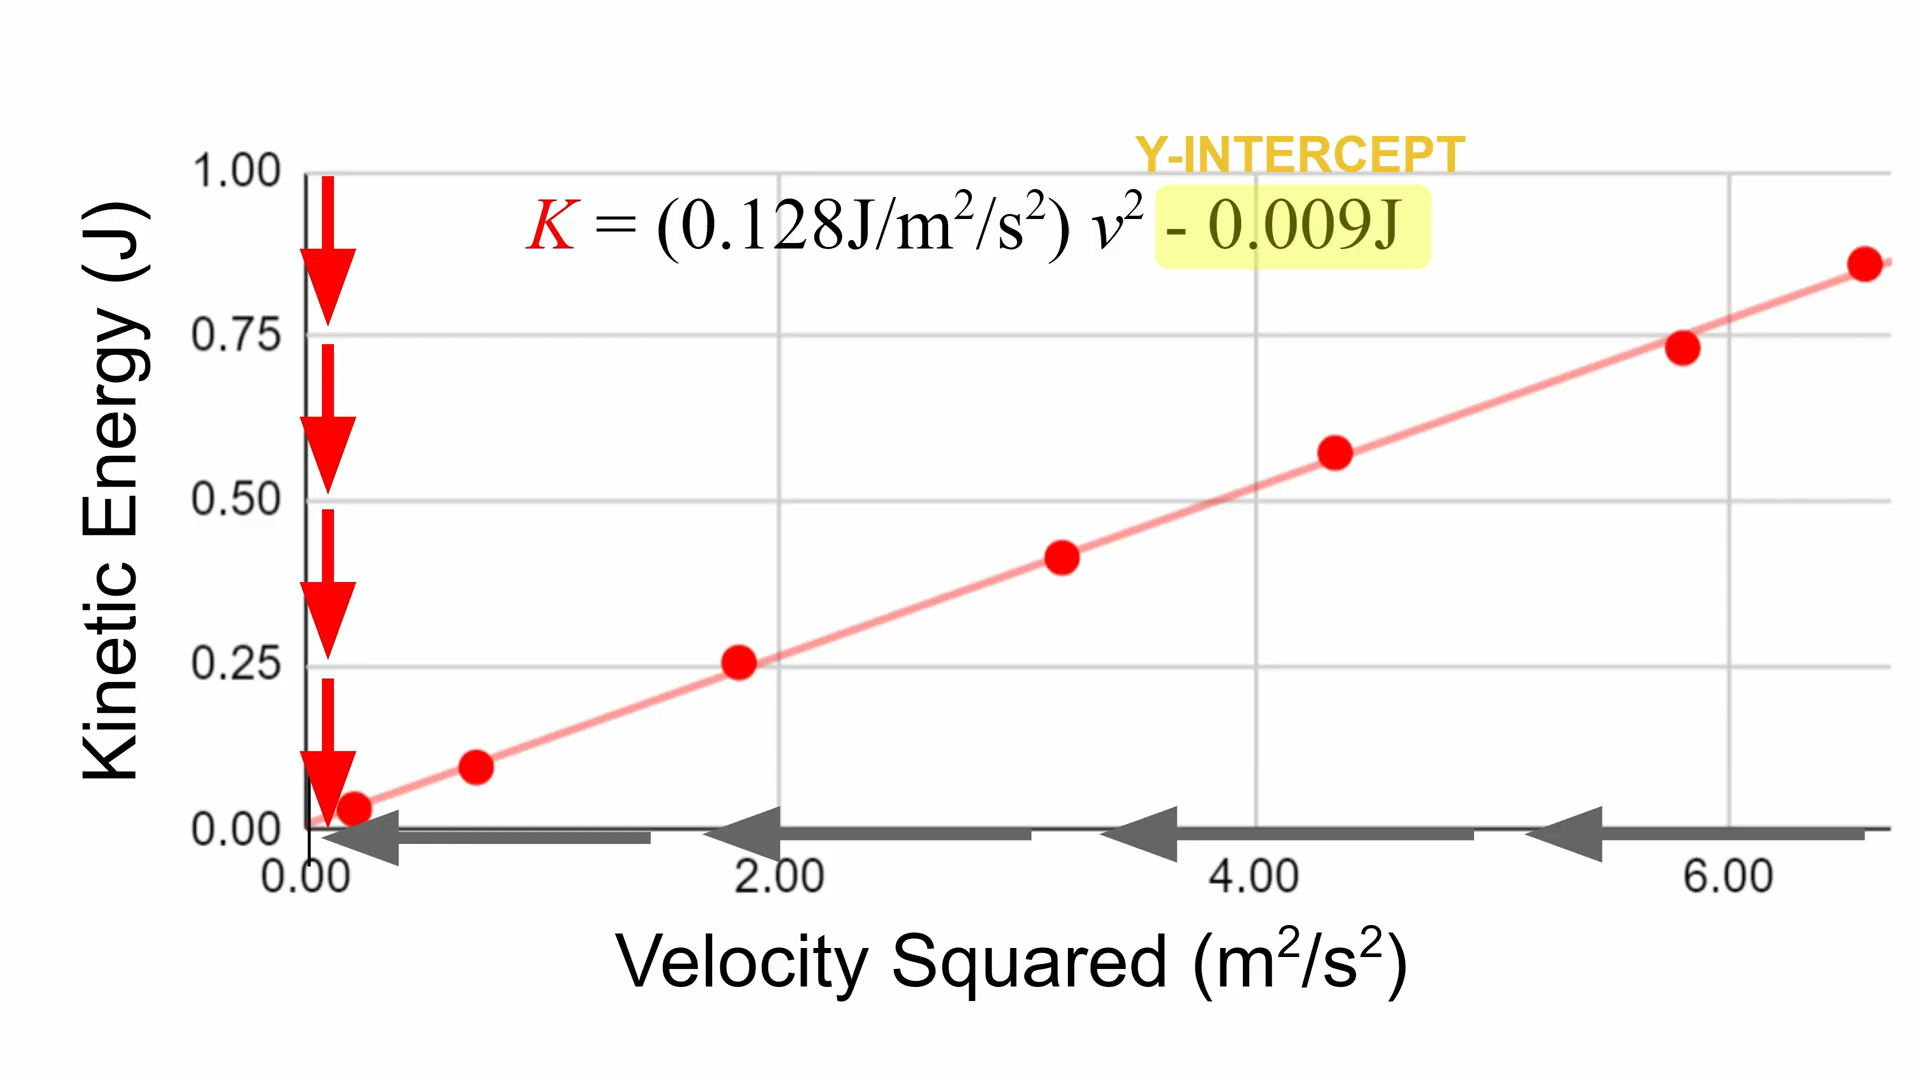 Y-INTERCEPT
K = (0.128J/m²/s²) v² - 0.009J
Kinetic Energy (J)
1.00
0.75
0.50
0.25
0.00
0.00 2.00 4.00 6.00
Velocity Squared (m²/s²)